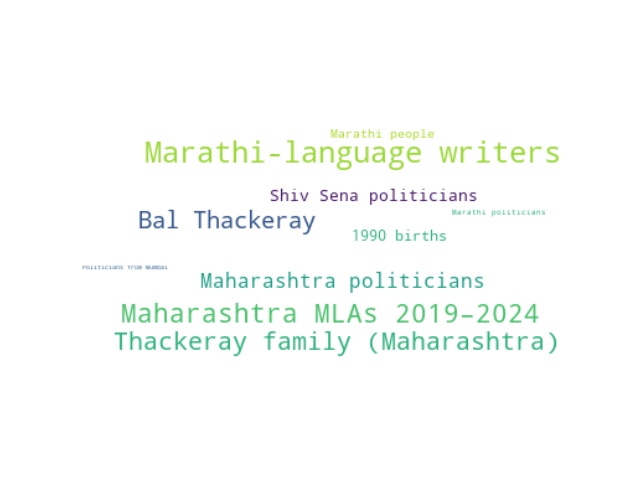 Marathi people
Marathi-language writers
Shiv Sena politicians
Marathi politicians
Bal Thackeray
1990 births
Politicians from Mumbai
Maharashtra politicians
Maharashtra MLAs 2019–2024
Thackeray family (Maharashtra)